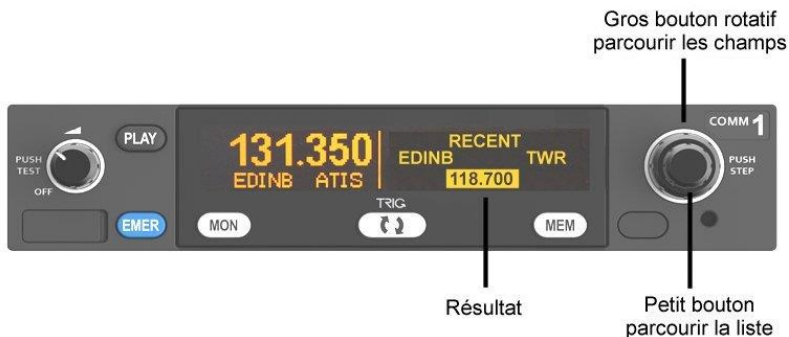 Gros bouton rotatif
parcourir les champs
COMM 1
PLAY
PUSH
TEST
OFF
131.350
EDINB ATIS
RECENT
EDINB TWR
118.700
PUSH
STEP
EMER
MON
TRIG
MEM
Résultat
Petit bouton
parcourir la liste